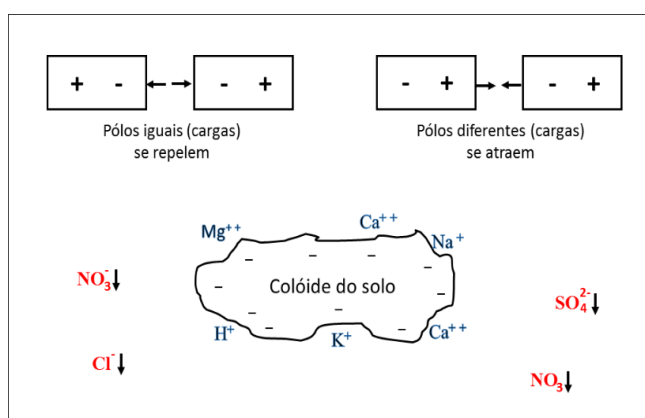 + - - +
- + - +
Pólos iguais (cargas)
se repelem
Pólos diferentes (cargas)
se atraem
Mg⁺⁺
Ca⁺⁺
Na⁺
NO₃⁻
Colóide do solo
SO₄²⁻
H⁺
K⁺
Ca⁺⁺
Cl⁻
NO₃